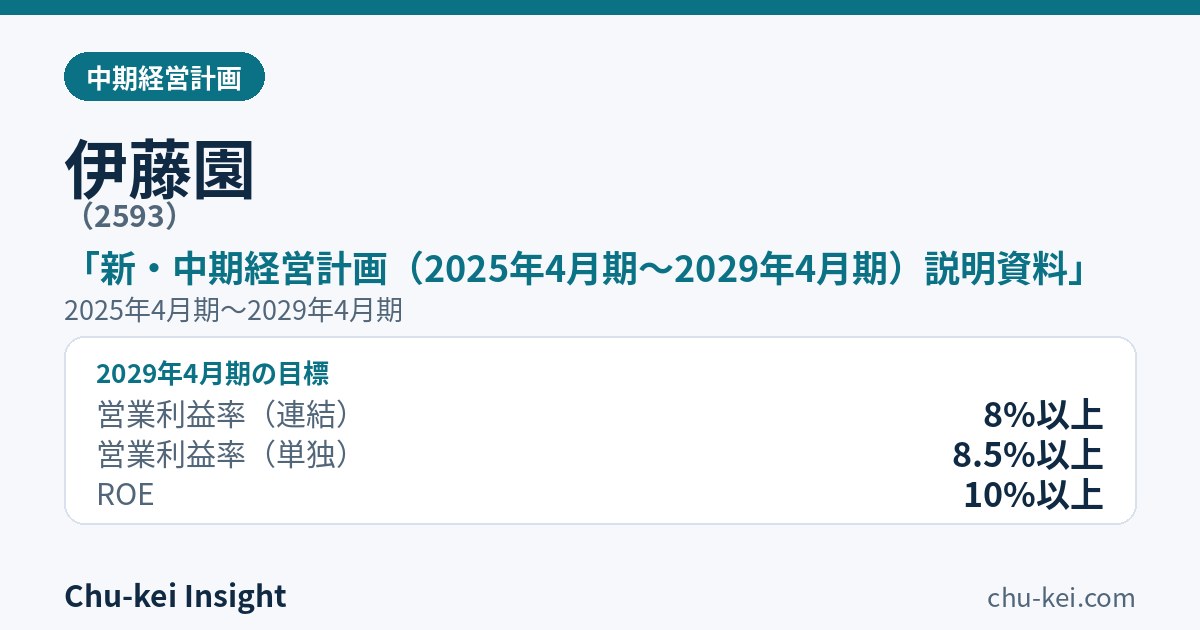 中期経営計画
伊藤園
（2593）
「新・中期経営計画（2025年4月期～2029年4月期）説明資料」
2025年4月期～2029年4月期
2029年4月期の目標
営業利益率（連結） 8%以上
営業利益率（単独） 8.5%以上
ROE 10%以上
Chu-kei Insight chu-kei.com